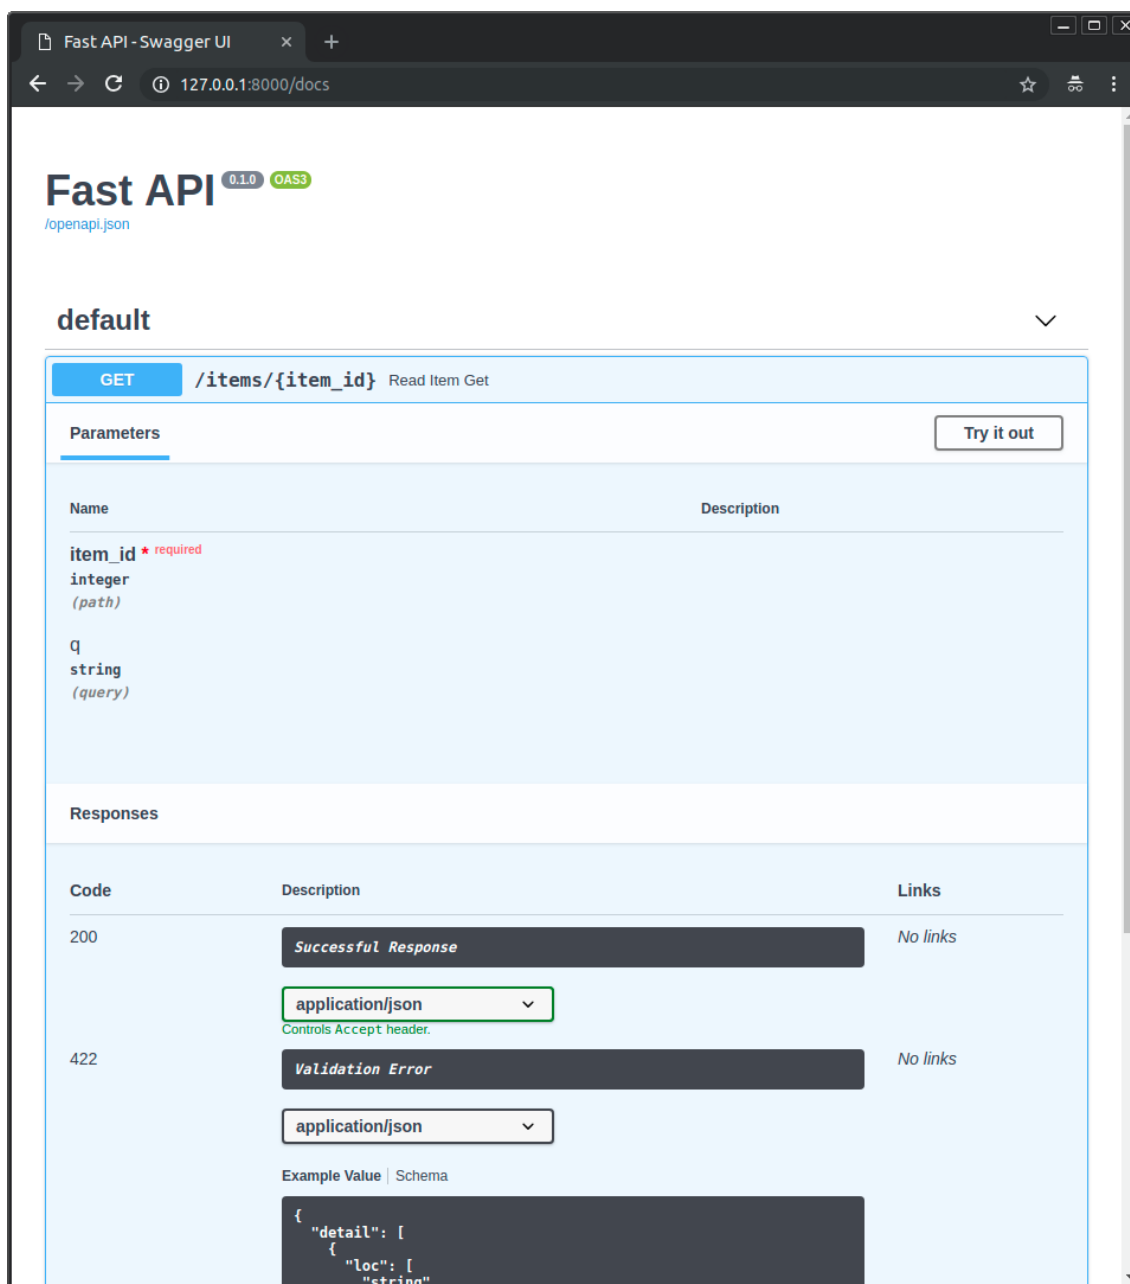 Fast API - Swagger UI
127.0.0.1:8000/docs
Fast API 0.1.0 OAS3
/openapi.json
default
GET /items/{item_id} Read Item Get
Parameters Try it out
Name Description
item_id * required
integer
(path)
q
string
(query)
Responses
Code Description Links
200 Successful Response No links
application/json
Controls Accept header.
422 Validation Error No links
application/json
Example Value Schema
{
"detail": [
{
"loc": [
"string"